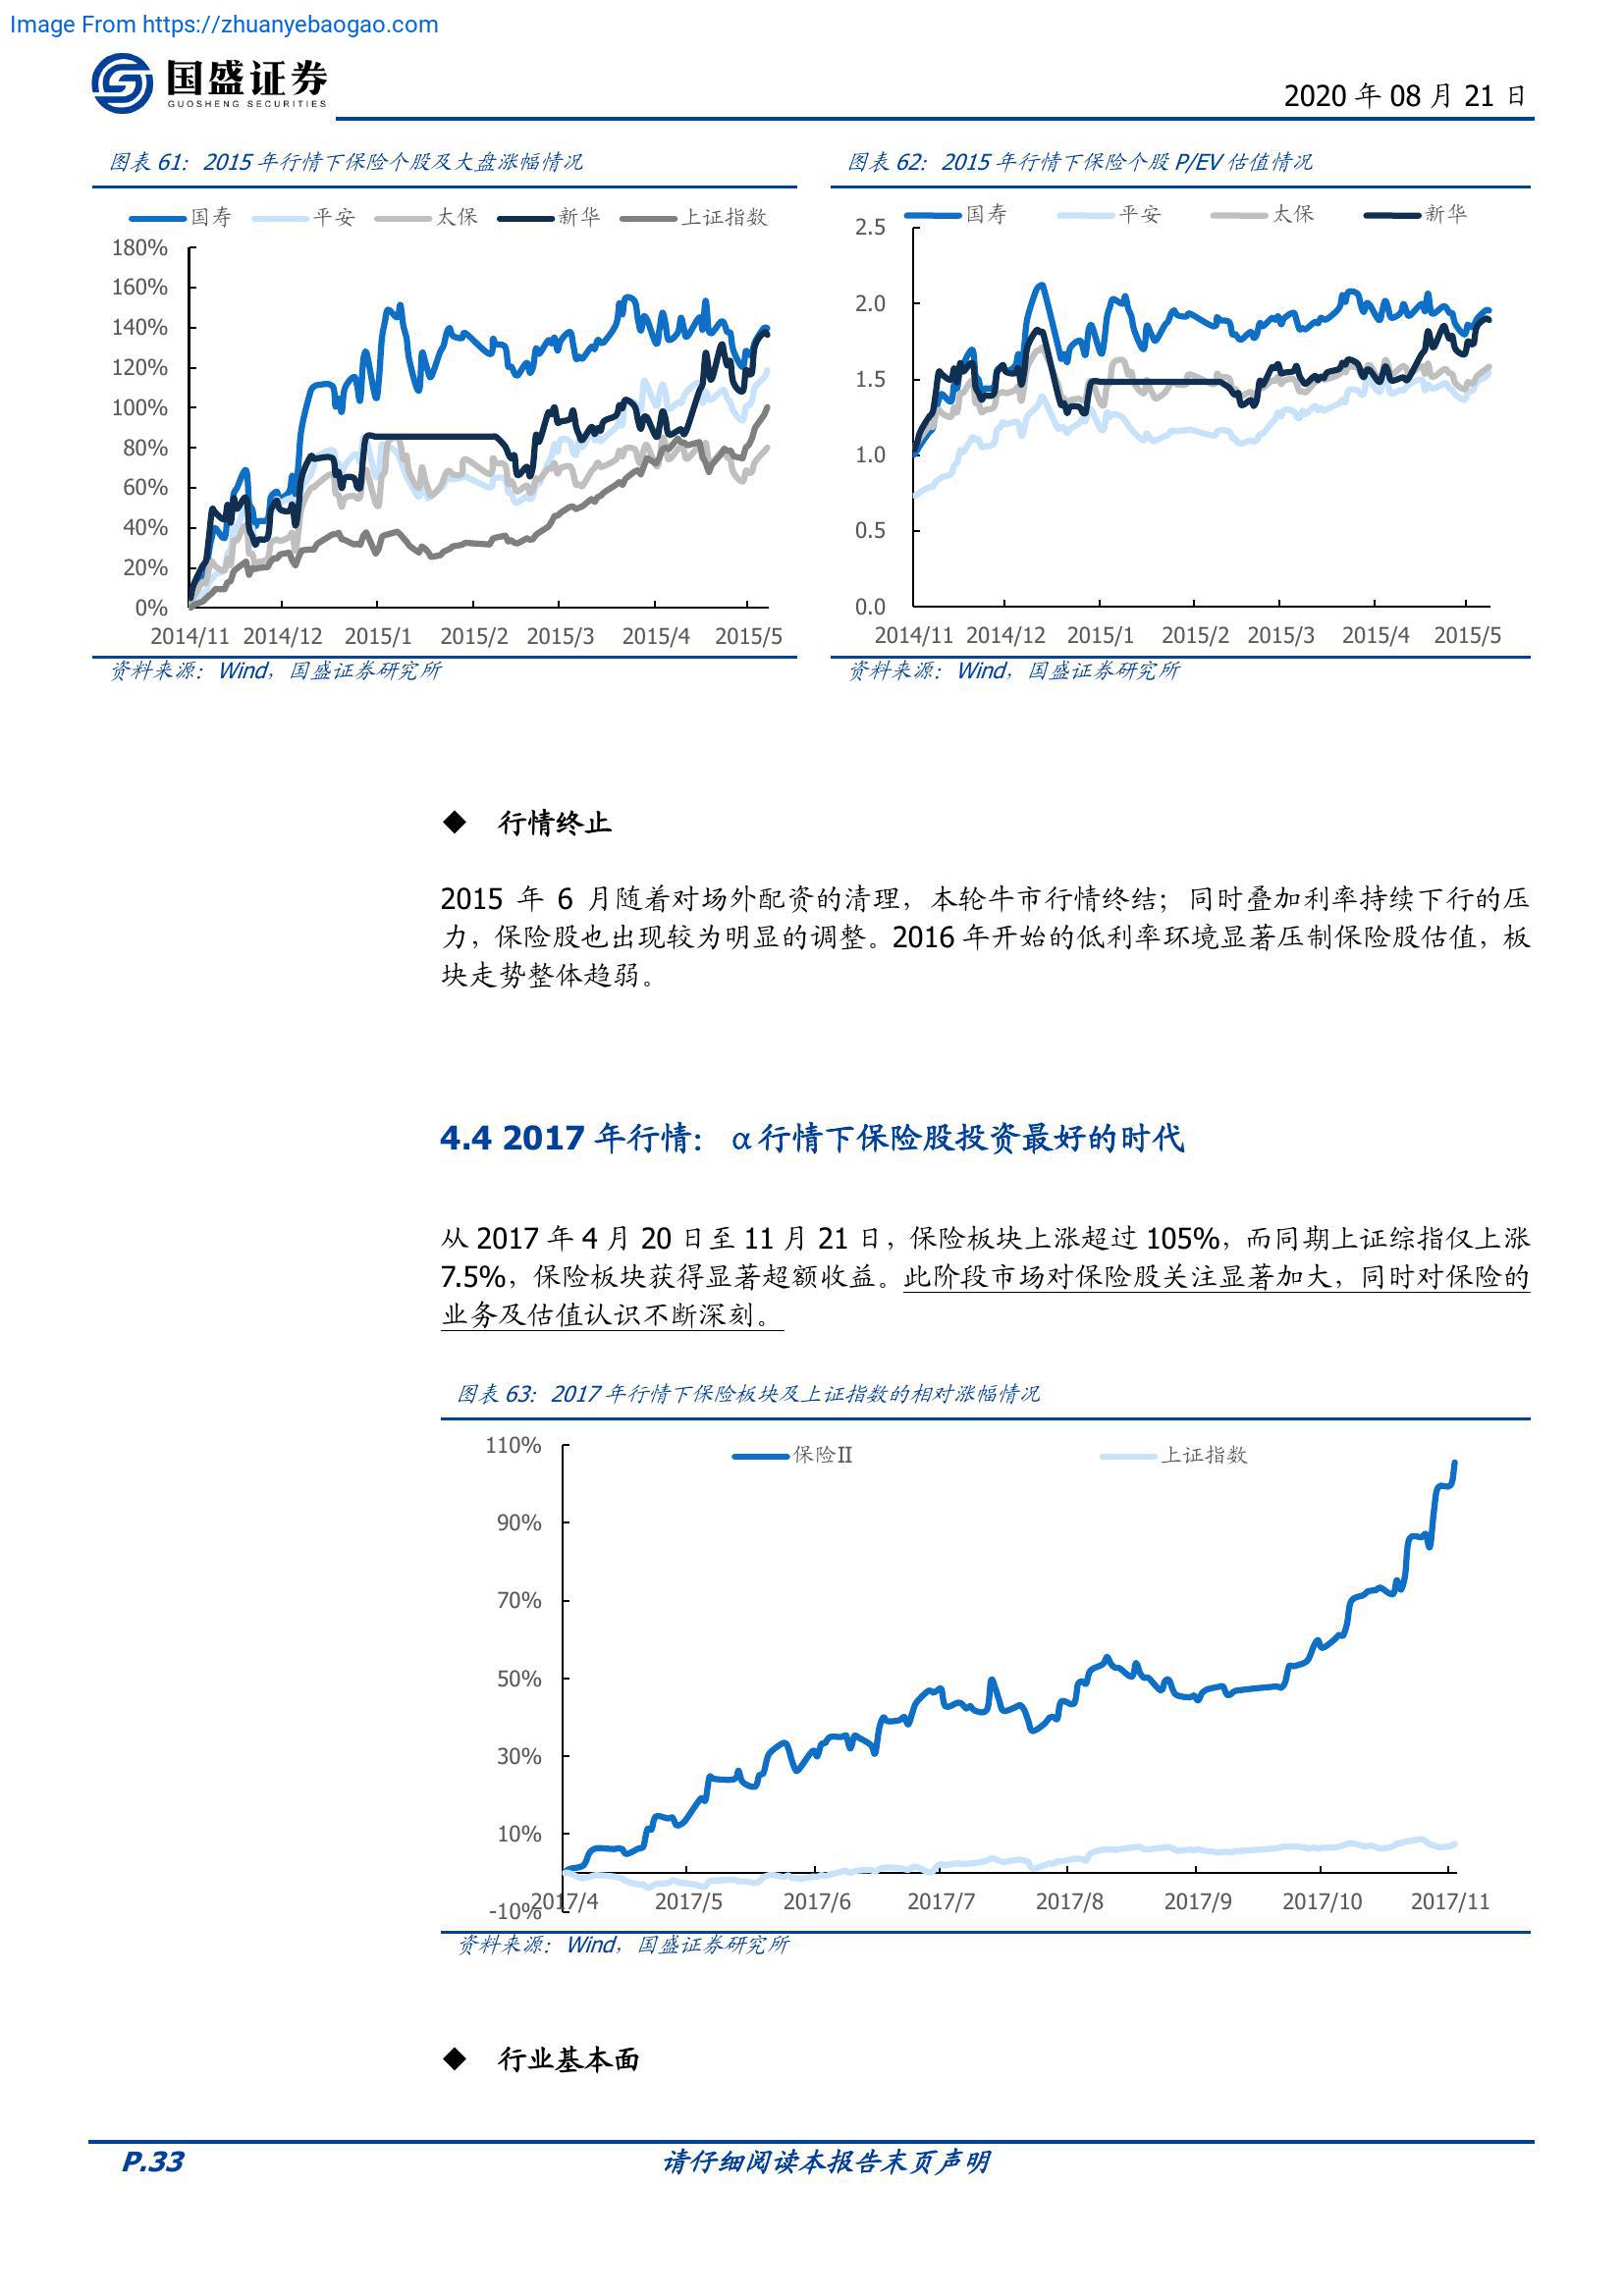 Image From https://zhuanyebaogao.com
国盛证券
GUOSHENG SECURITIES
2020 年 08 月 21 日
图表 61： 2015 年行情下保险个股及大盘涨幅情况
国寿 平安 太保 新华 上证指数
180%
160%
140%
120%
100%
80%
60%
40%
20%
0%
2014/11 2014/12 2015/1 2015/2 2015/3 2015/4 2015/5
资料来源：Wind，国盛证券研究所
图表 62： 2015 年行情下保险个股 P/EV 估值情况
国寿 平安 太保 新华
2.5
2.0
1.5
1.0
0.5
0.0
2014/11 2014/12 2015/1 2015/2 2015/3 2015/4 2015/5
资料来源：Wind，国盛证券研究所
◆ 行情终止
2015 年 6 月随着对场外配资的清理，本轮牛市行情终结；同时叠加利率持续下行的压
力，保险股也出现较为明显的调整。2016 年开始的低利率环境显著压制保险股估值，板
块走势整体趋弱。
4.4 2017 年行情： α行情下保险股投资最好的时代
从 2017 年 4 月 20 日至 11 月 21 日，保险板块上涨超过 105%，而同期上证综指仅上涨
7.5%，保险板块获得显著超额收益。此阶段市场对保险股关注显著加大，同时对保险的
业务及估值认识不断深刻。
图表 63： 2017 年行情下保险板块及上证指数的相对涨幅情况
保险II 上证指数
110%
90%
70%
50%
30%
10%
-10%
2017/4 2017/5 2017/6 2017/7 2017/8 2017/9 2017/10 2017/11
资料来源：Wind，国盛证券研究所
◆ 行业基本面
P.33 请仔细阅读本报告末页声明